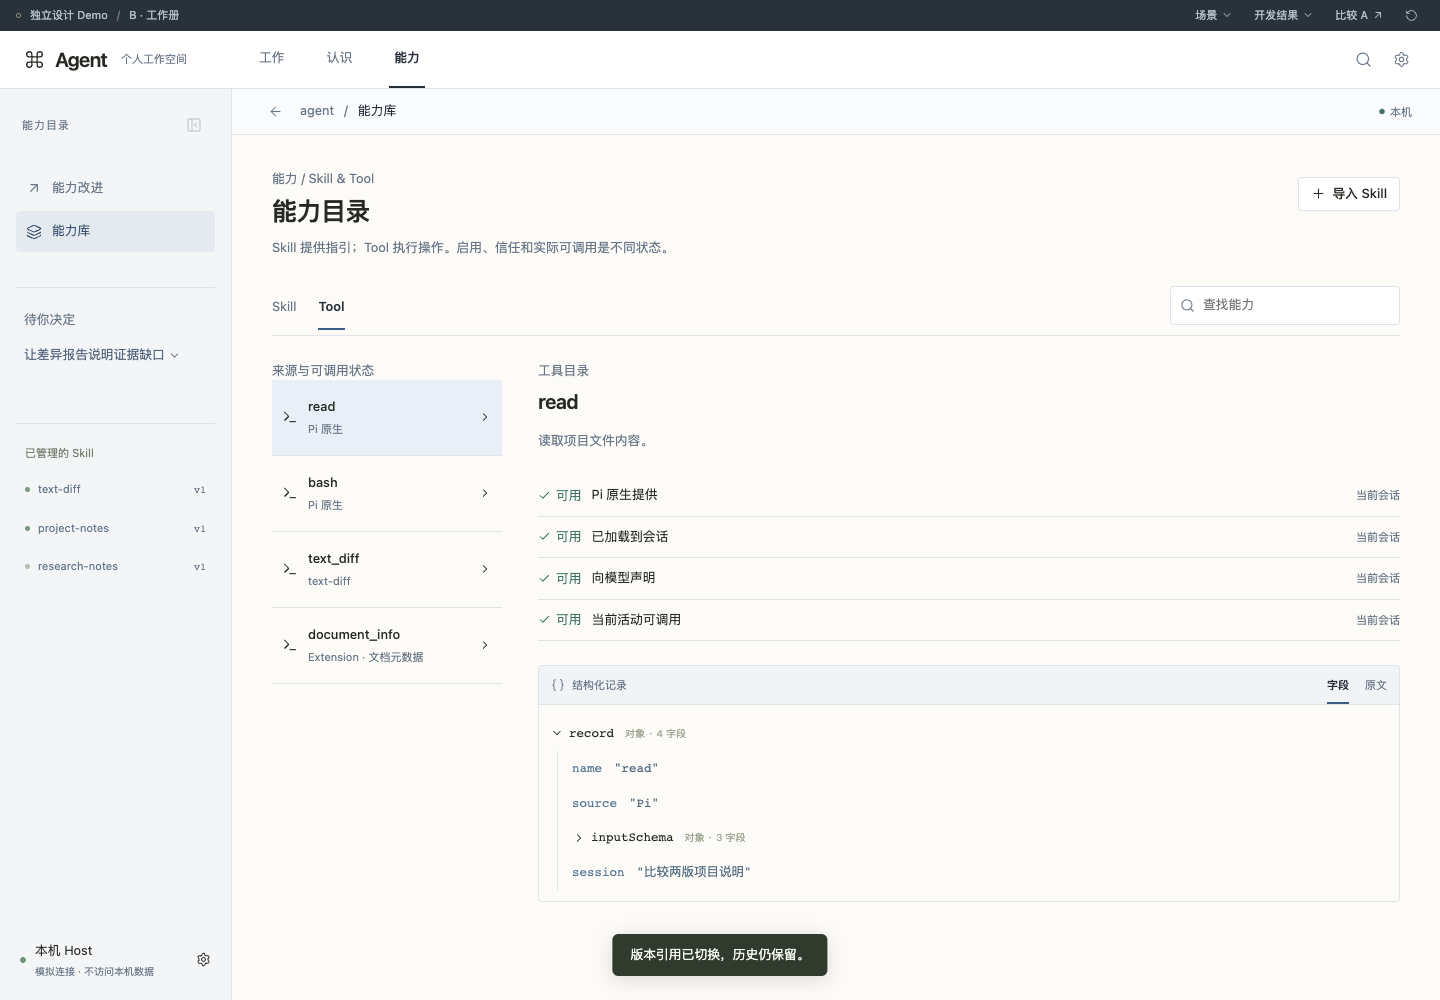 独立设计 Demo / B · 工作册
场景 开发结果 比较 A
Agent 个人工作空间 工作 认识 能力
能力目录
agent / 能力库
本机
能力改进
能力库
待你决定
让差异报告说明证据缺口
已管理的 Skill
text-diff v1
project-notes v1
research-notes v1
本机 Host
模拟连接 · 不访问本机数据
能力 / Skill & Tool
能力目录
Skill 提供指引；Tool 执行操作。启用、信任和实际可调用是不同状态。
+ 导入 Skill
Skill Tool
查找能力
来源与可调用状态
read
Pi 原生
bash
Pi 原生
text_diff
text-diff
document_info
Extension · 文档元数据
工具目录
read
读取项目文件内容。
可用 Pi 原生提供 当前会话
可用 已加载到会话 当前会话
可用 向模型声明 当前会话
可用 当前活动可调用 当前会话
{} 结构化记录 字段 原文
record 对象 · 4 字段
name "read"
source "Pi"
inputSchema 对象 · 3 字段
session "比较两版项目说明"
版本引用已切换，历史仍保留。